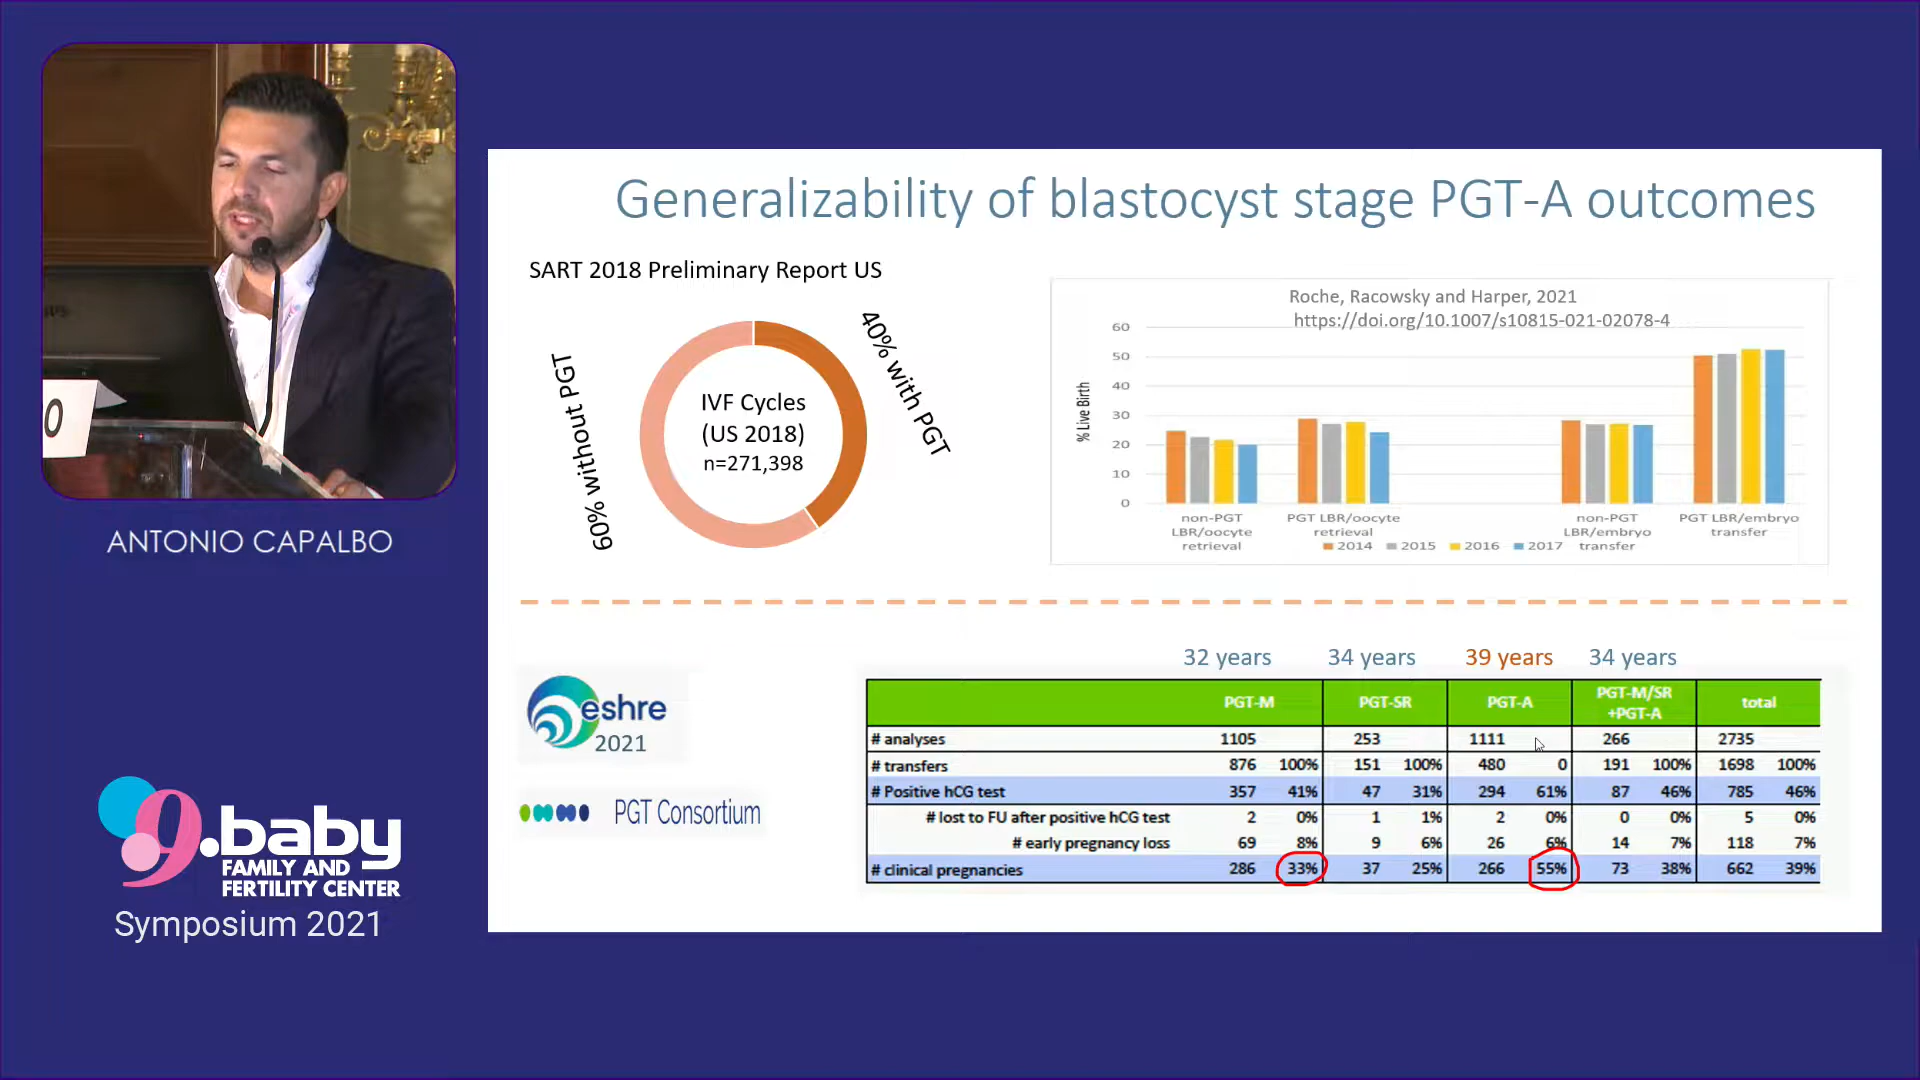 Generalizability of blastocyst stage PGT-A outcomes
SART 2018 Preliminary Report US
60% without PGT
IVF Cycles
(US 2018)
n=271,398
40% with PGT
Roche, Racowsky and Harper, 2021
https://doi.org/10.1007/s10815-021-02078-4
% Live Birth
60
50
40
30
20
10
0
non-PGT LBR/oocyte retrieval
PGT LBR/oocyte retrieval
non-PGT LBR/embryo transfer
PGT LBR/embryo transfer
2014 2015 2016 2017
O
ANTONIO CAPALBO
9.baby
FAMILY AND
FERTILITY CENTER
Symposium 2021
eshre
2021
PGT Consortium
32 years 34 years 39 years 34 years
PGT-M PGT-SR PGT-A PGT-M/SR +PGT-A total
# analyses 1105 253 1111 266 2735
# transfers 876 100% 151 100% 480 0 191 100% 1698 100%
# Positive hCG test 357 41% 47 31% 294 61% 87 46% 785 46%
# lost to FU after positive hCG test 2 0% 1 1% 2 0% 0 0% 5 0%
# early pregnancy loss 69 8% 9 6% 26 6% 14 7% 118 7%
# clinical pregnancies 286 33% 37 25% 266 55% 73 38% 662 39%